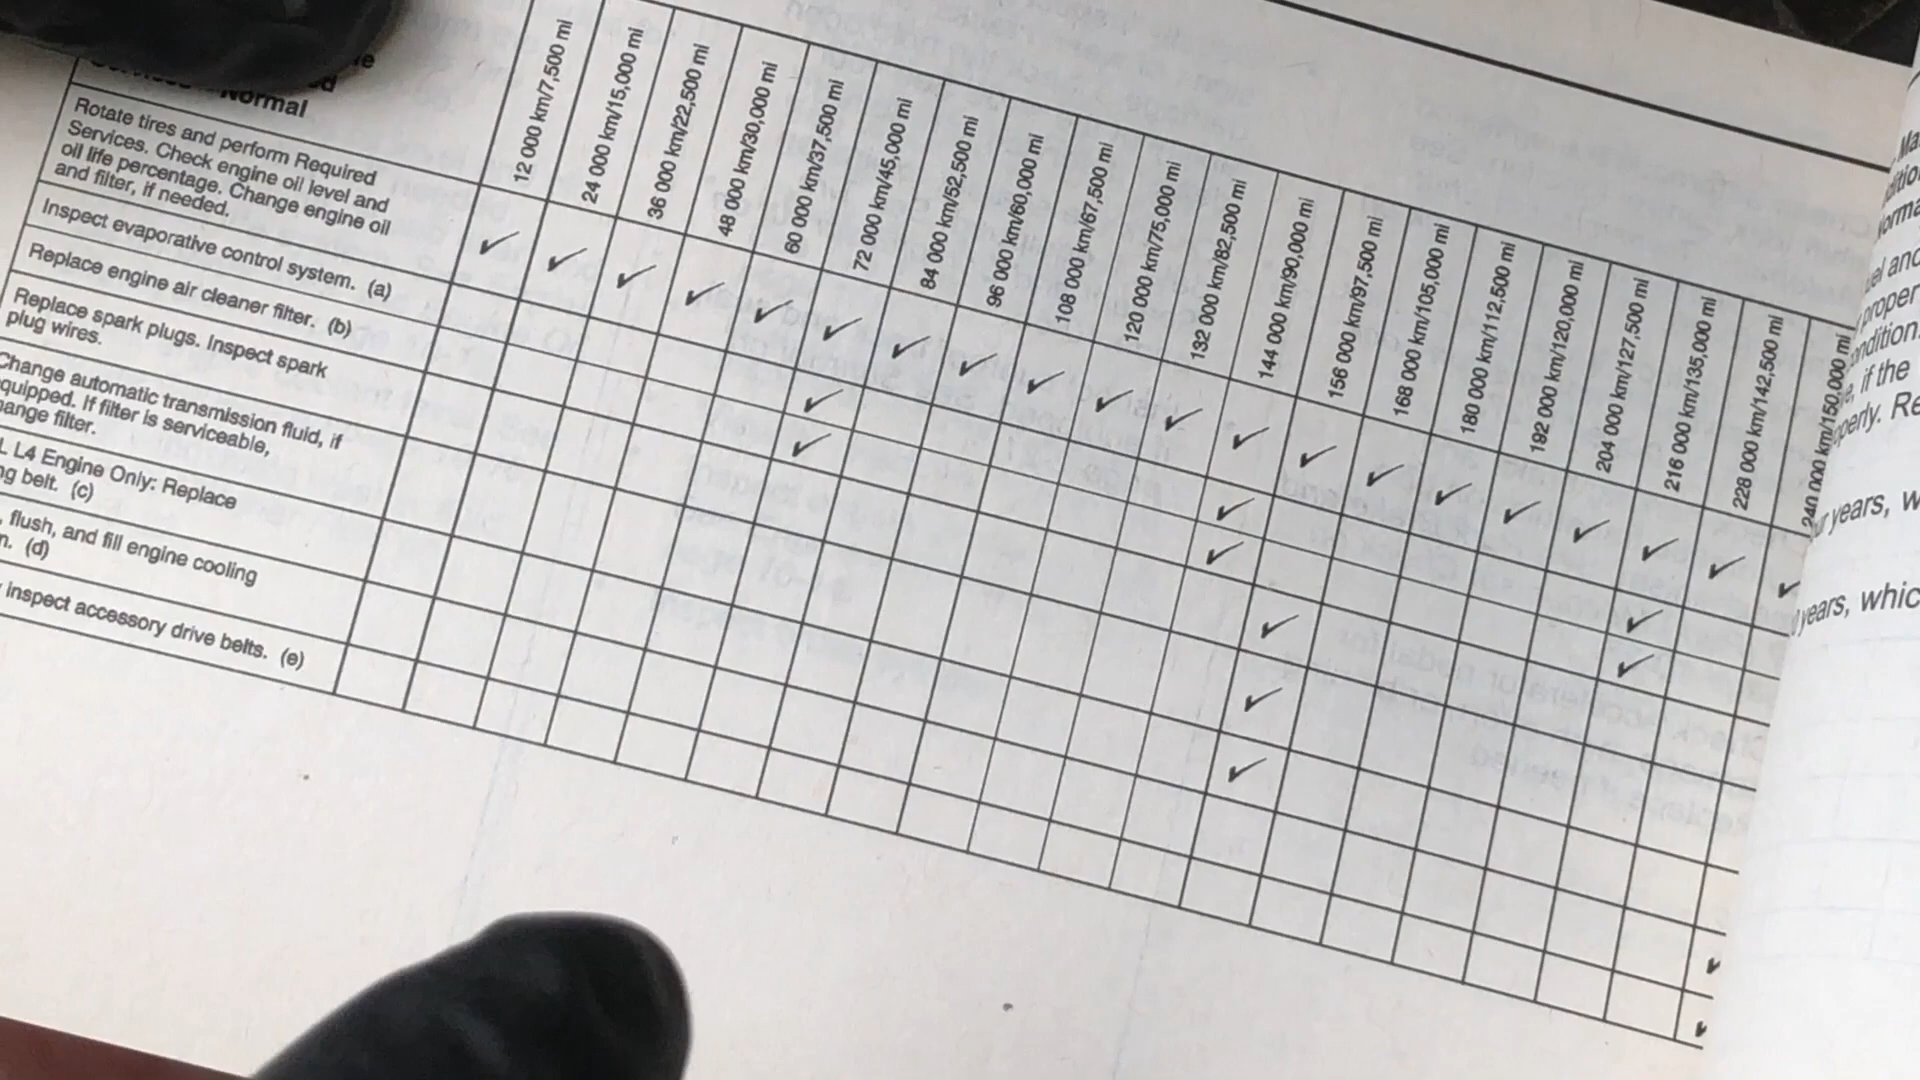 Normal
12 000 km/7,500 mi
24 000 km/15,000 mi
36 000 km/22,500 mi
48 000 km/30,000 mi
60 000 km/37,500 mi
72 000 km/45,000 mi
84 000 km/52,500 mi
96 000 km/60,000 mi
108 000 km/67,500 mi
120 000 km/75,000 mi
132 000 km/82,500 mi
144 000 km/90,000 mi
156 000 km/97,500 mi
168 000 km/105,000 mi
180 000 km/112,500 mi
192 000 km/120,000 mi
204 000 km/127,500 mi
216 000 km/135,000 mi
228 000 km/142,500 mi
240 000 km/150,000 mi
Rotate tires and perform Required
Services. Check engine oil level and
oil life percentage. Change engine oil
and filter, if needed.
✓ ✓ ✓ ✓ ✓ ✓ ✓ ✓ ✓ ✓ ✓ ✓ ✓ ✓ ✓ ✓ ✓ ✓ ✓ ✓
Inspect evaporative control system. (a)
✓ ✓ ✓
Replace engine air cleaner filter. (b)
✓ ✓ ✓
Replace spark plugs. Inspect spark
plug wires.
✓
Change automatic transmission fluid, if
equipped. If filter is serviceable,
change filter.
✓
L4 Engine Only: Replace
belt. (c)
✓
, flush, and fill engine cooling
(d)
✓
inspect accessory drive belts. (e)
✓
if the
years, w
years, whic